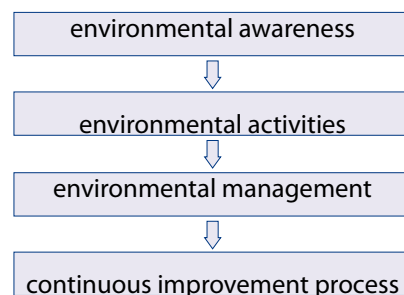 environmental awareness
environmental activities
environmental management
continuous improvement process